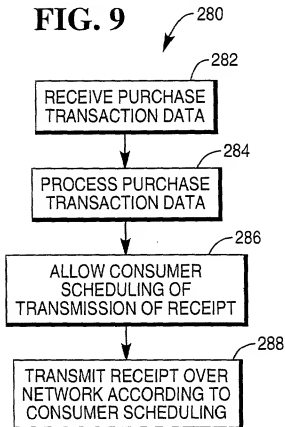 FIG. 9
280
282
RECEIVE PURCHASE
TRANSACTION DATA
284
PROCESS PURCHASE
TRANSACTION DATA
286
ALLOW CONSUMER
SCHEDULING OF
TRANSMISSION OF RECEIPT
288
TRANSMIT RECEIPT OVER
NETWORK ACCORDING TO
CONSUMER SCHEDULING